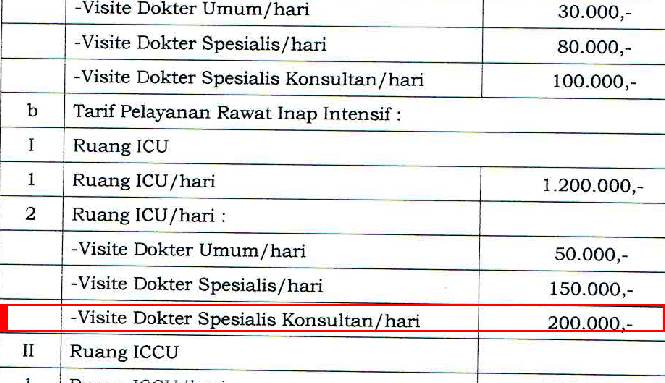 -Visite Dokter Umum/hari 30.000,-
-Visite Dokter Spesialis/hari 80.000,-
-Visite Dokter Spesialis Konsultan/hari 100.000,-
b Tarif Pelayanan Rawat Inap Intensif :
I Ruang ICU
1 Ruang ICU/hari 1.200.000,-
2 Ruang ICU/hari :
-Visite Dokter Umum/hari 50.000,-
-Visite Dokter Spesialis/hari 150.000,-
-Visite Dokter Spesialis Konsultan/hari 200.000,-
II Ruang ICCU